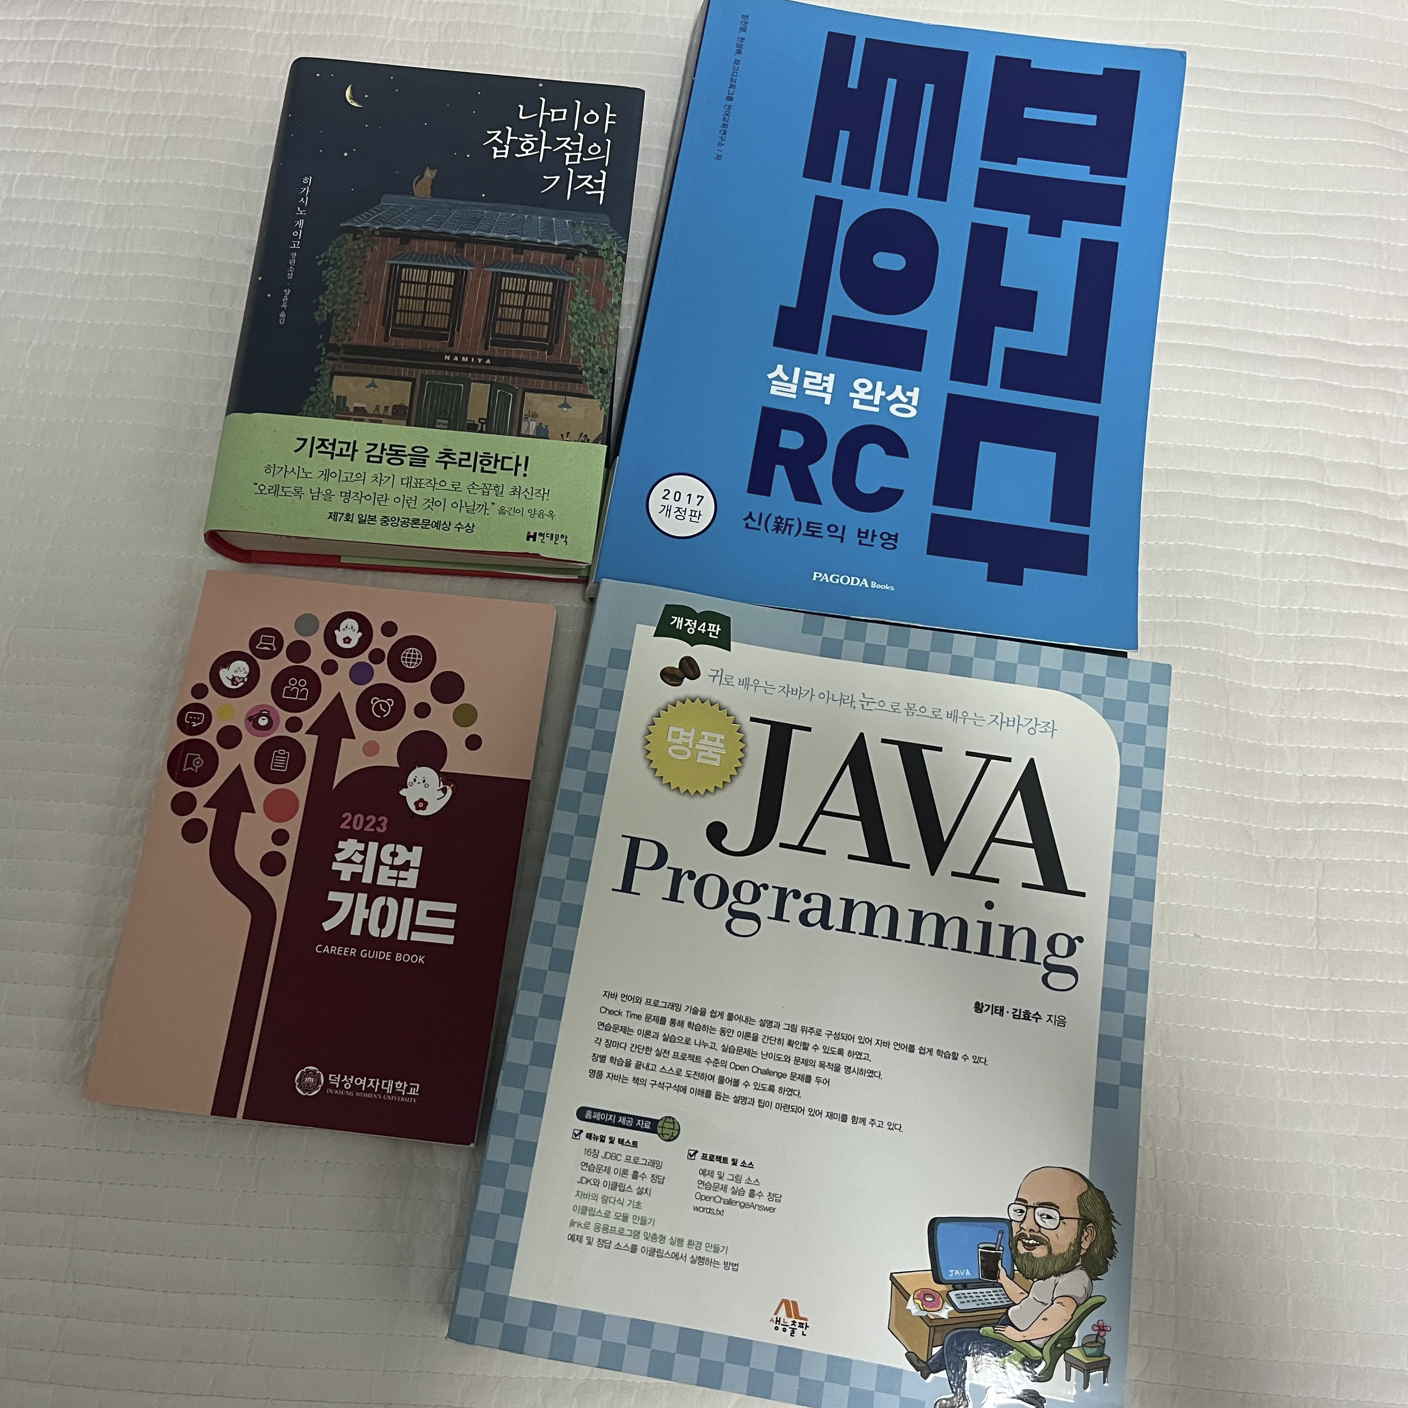 나미야
잡화점의
기적
히가시노 게이고 장편소설 · 양윤옥 옮김
NAMIYA
기적과 감동을 추리한다!
히가시노 게이고의 차기 대표작으로 손꼽힐 최신작!
"오래도록 남을 명작이란 이런 것이 아닐까." 옮긴이 양윤옥
제7회 일본 중앙공론문예상 수상
현대문학
파고다
토익
실력 완성
RC
2017
개정판
신(新)토익 반영
PAGODA Books
2023
취업
가이드
CAREER GUIDE BOOK
덕성여자대학교
DUKSUNG WOMEN'S UNIVERSITY
개정4판
귀로 배우는 자바가 아니라, 눈으로 몸으로 배우는 자바강좌
명품
JAVA
Programming
황기태 · 김효수 지음
자바 언어와 프로그래밍 기술을 쉽게 풀어내는 설명과 그림 위주로 구성되어 있어 자바 언어를 쉽게 학습할 수 있다.
Check Time 문제를 통해 학습하는 동안 이론을 간단히 확인할 수 있도록 하였고,
연습문제는 이론과 실습으로 나누고, 실습문제는 난이도와 문제의 목적을 명시하였다.
각 장마다 간단한 실전 프로젝트 수준의 Open Challenge 문제를 두어
장별 학습을 끝내고 스스로 도전하여 풀어볼 수 있도록 하였다.
명품 자바는 책의 구석구석에 이해를 돕는 설명과 팁이 마련되어 있어 재미를 함께 주고 있다.
홈페이지 제공 자료
매뉴얼 및 텍스트
16장 JDBC 프로그래밍
연습문제 이론 홀수 정답
JDK와 이클립스 설치
자바의 람다식 기초
이클립스로 모듈 만들기
jlink로 응용프로그램 맞춤형 실행 환경 만들기
예제 및 정답 소스를 이클립스에서 실행하는 방법
프로젝트 및 소스
예제 및 그림 소스
연습문제 실습 홀수 정답
OpenChallengeAnswer
words.txt
JAVA
생능출판